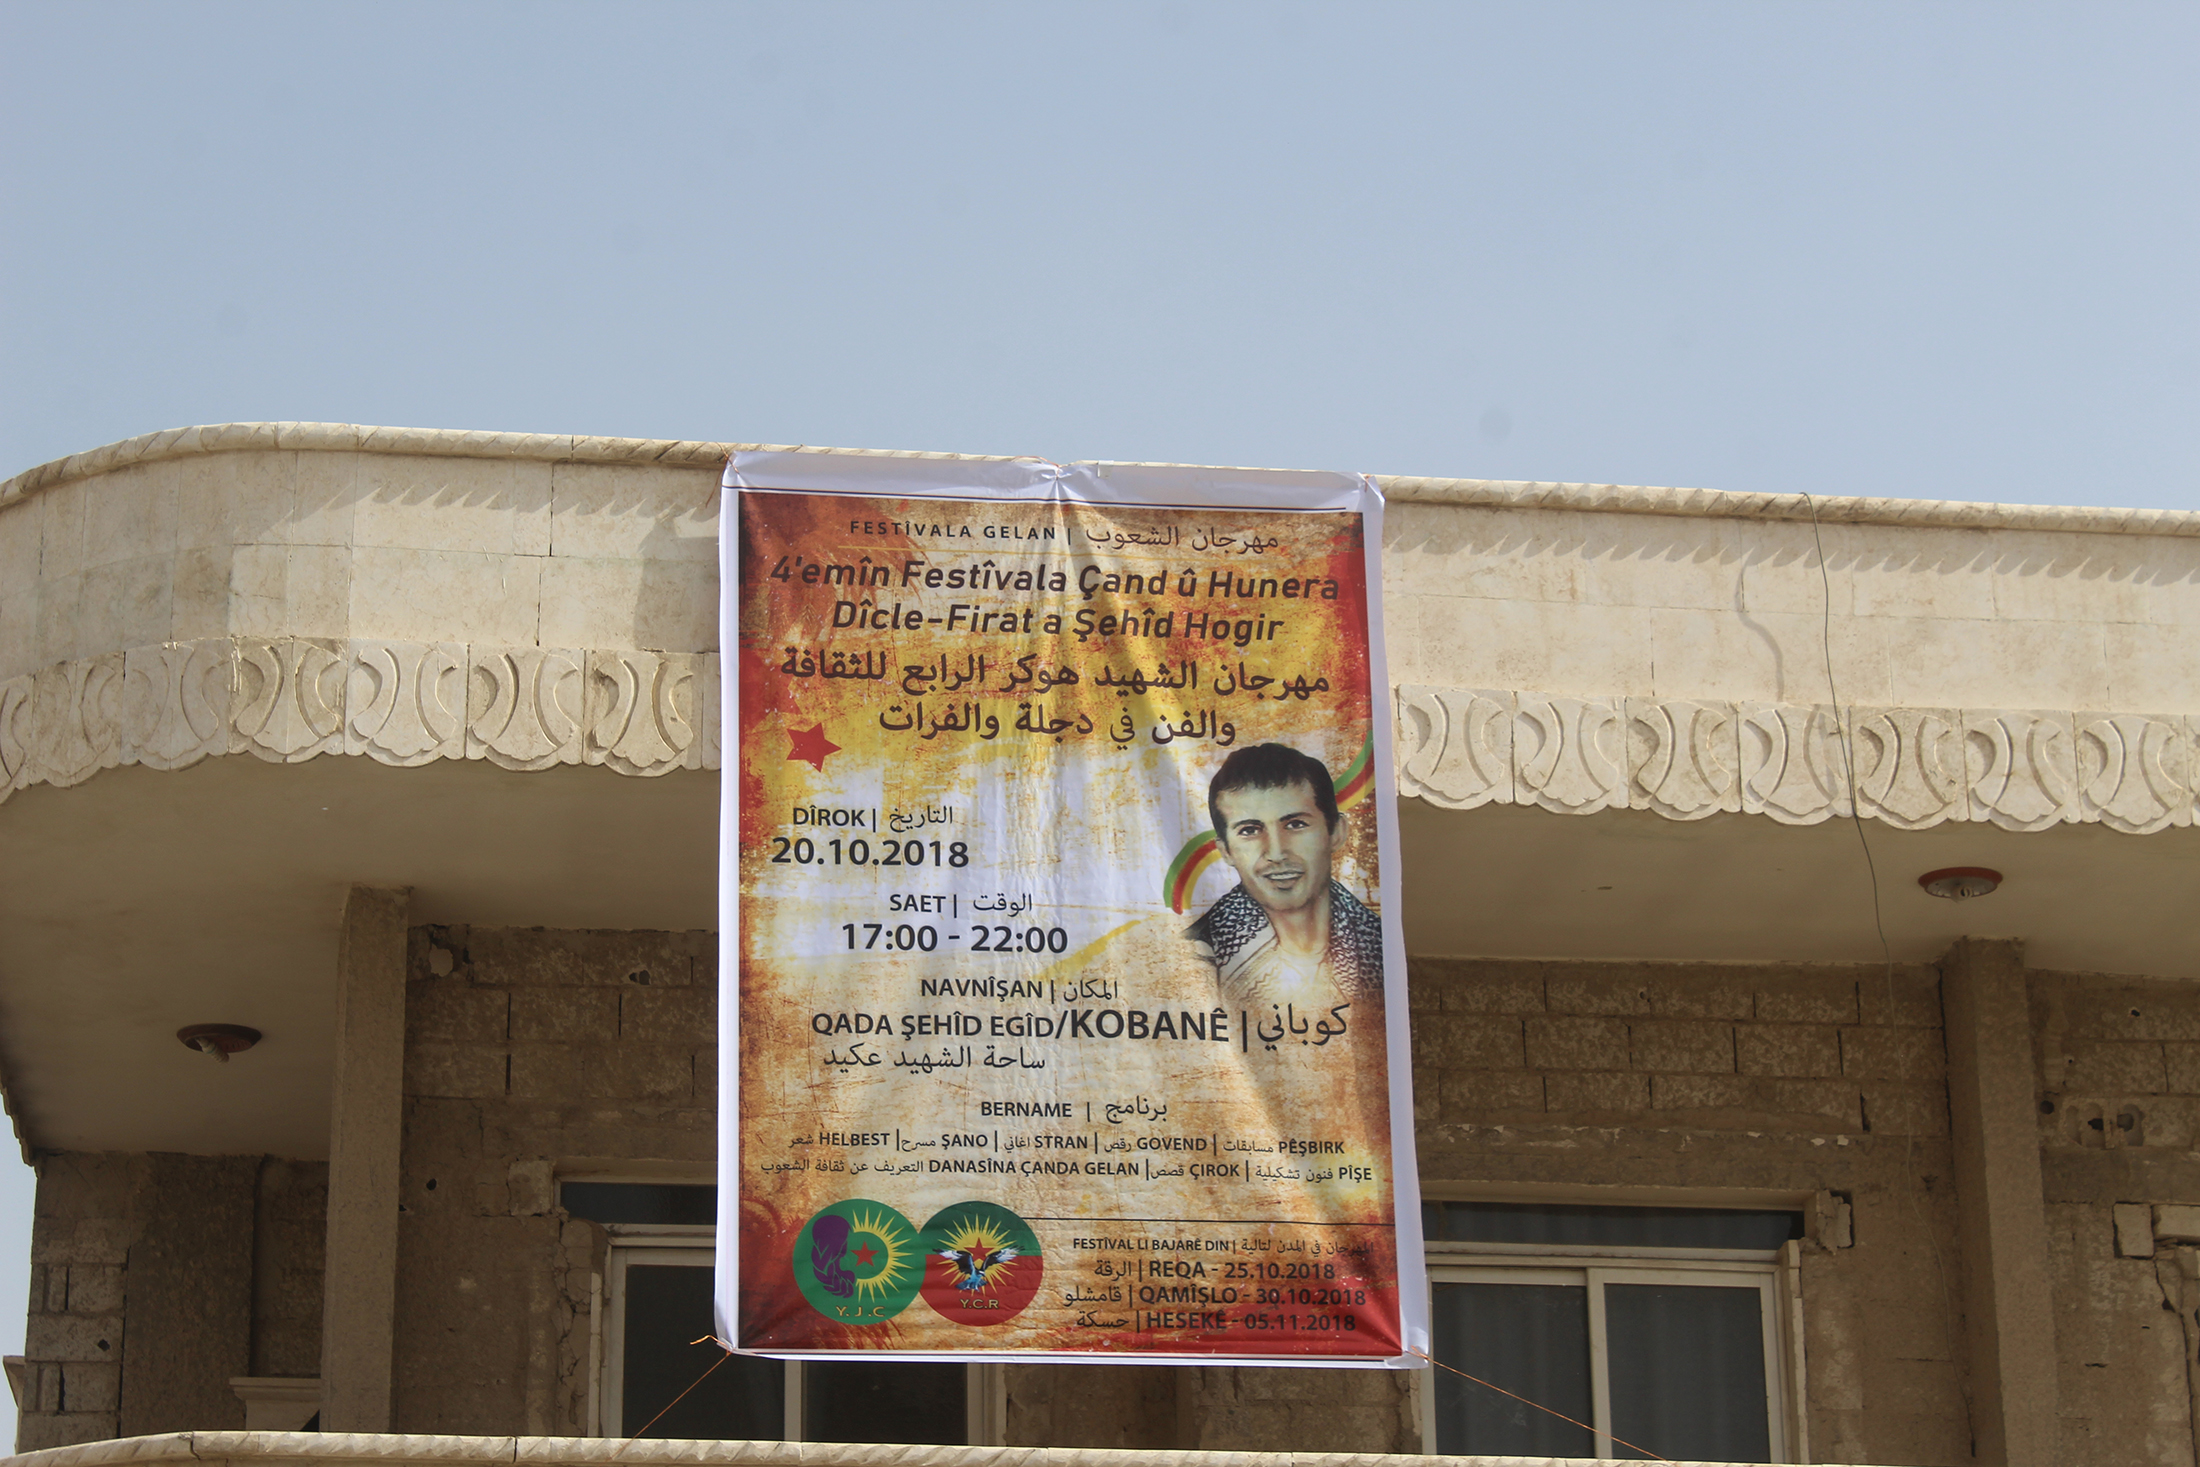 FESTÎVALA GELAN | مهرجان الشعوب
4'emîn Festîvala Çand û Hunera
Dîcle-Firat a Şehîd Hogir
مهرجان الشهيد هوكر الرابع للثقافة
والفن في دجلة والفرات
DÎROK | التاريخ
20.10.2018
SAET | الوقت
17:00 - 22:00
NAVNÎŞAN | المكان
QADA ŞEHÎD EGÎD/KOBANÊ | كوباني
ساحة الشهيد عكيد
BERNAME | برنامج
شعر HELBEST | مسرح ŞANO | اغاني STRAN | رقص GOVEND | مسابقات PÊŞBIRK
التعريف عن ثقافة الشعوب DANASÎNA ÇANDA GELAN | قصص ÇIROK | فنون تشكيلية PÎŞE
Y.J.C
Y.C.R
FESTÎVAL LI BAJARÊ DIN | المهرجان في المدن لتالية
الرقة | REQA - 25.10.2018
قامشلو | QAMÎŞLO - 30.10.2018
حسكة | HESEKÊ - 05.11.2018